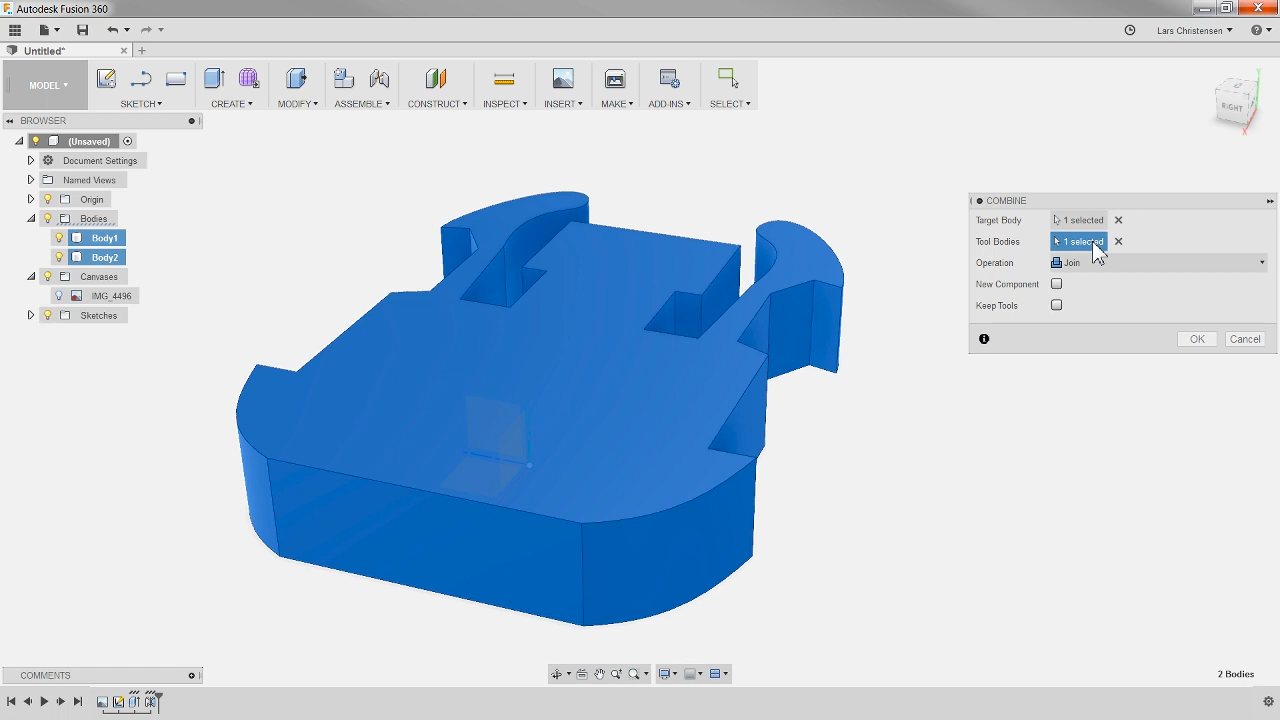 Autodesk Fusion 360
Lars Christensen
Untitled*
MODEL
SKETCH
CREATE
MODIFY
ASSEMBLE
CONSTRUCT
INSPECT
INSERT
MAKE
ADD-INS
SELECT
BROWSER
(Unsaved)
Document Settings
Named Views
Origin
Bodies
Body1
Body2
Canvases
IMG_4496
Sketches
RIGHT
COMBINE
Target Body 1 selected
Tool Bodies 1 selected
Operation Join
New Component
Keep Tools
OK Cancel
COMMENTS
2 Bodies